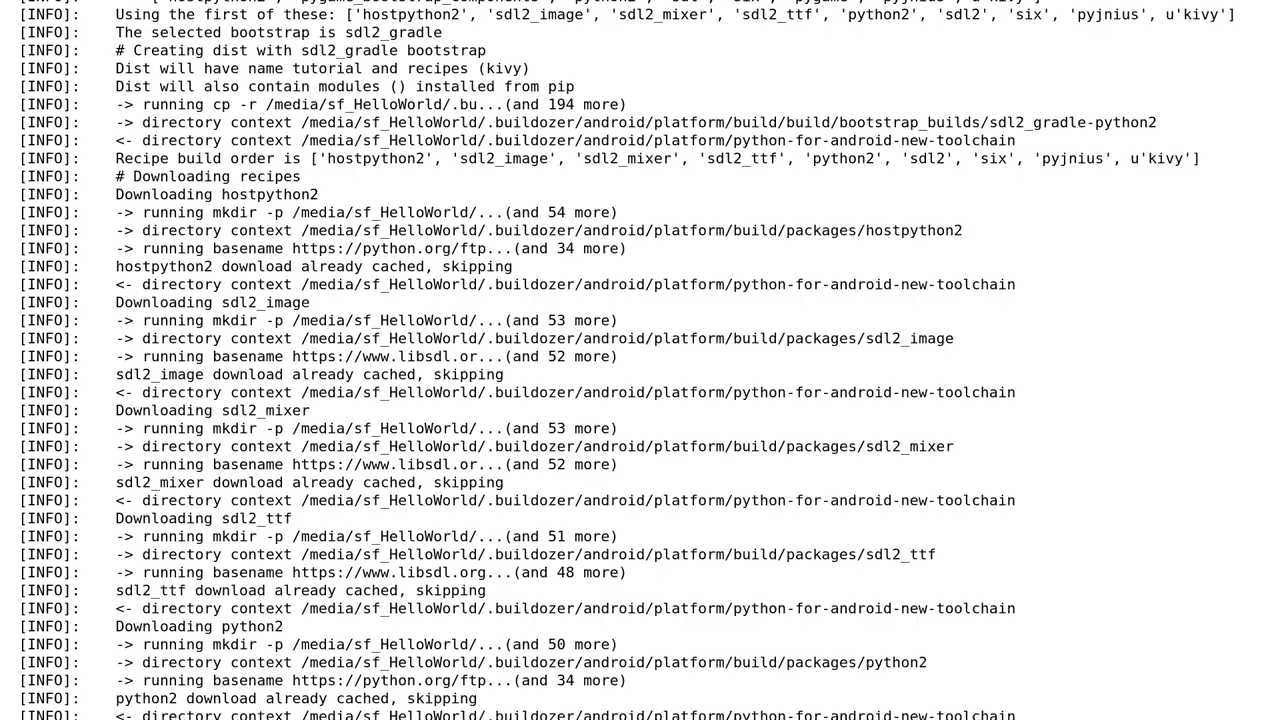 [INFO]:    Using the first of these: ['hostpython2', 'sdl2_image', 'sdl2_mixer', 'sdl2_ttf', 'python2', 'sdl2', 'six', 'pyjnius', u'kivy']
[INFO]:    The selected bootstrap is sdl2_gradle
[INFO]:    # Creating dist with sdl2_gradle bootstrap
[INFO]:    Dist will have name tutorial and recipes (kivy)
[INFO]:    Dist will also contain modules () installed from pip
[INFO]:    -> running cp -r /media/sf_HelloWorld/.bu...(and 194 more)
[INFO]:    -> directory context /media/sf_HelloWorld/.buildozer/android/platform/build/build/bootstrap_builds/sdl2_gradle-python2
[INFO]:    <- directory context /media/sf_HelloWorld/.buildozer/android/platform/python-for-android-new-toolchain
[INFO]:    Recipe build order is ['hostpython2', 'sdl2_image', 'sdl2_mixer', 'sdl2_ttf', 'python2', 'sdl2', 'six', 'pyjnius', u'kivy']
[INFO]:    # Downloading recipes
[INFO]:    Downloading hostpython2
[INFO]:    -> running mkdir -p /media/sf_HelloWorld/...(and 54 more)
[INFO]:    -> directory context /media/sf_HelloWorld/.buildozer/android/platform/build/packages/hostpython2
[INFO]:    -> running basename https://python.org/ftp...(and 34 more)
[INFO]:    hostpython2 download already cached, skipping
[INFO]:    <- directory context /media/sf_HelloWorld/.buildozer/android/platform/python-for-android-new-toolchain
[INFO]:    Downloading sdl2_image
[INFO]:    -> running mkdir -p /media/sf_HelloWorld/...(and 53 more)
[INFO]:    -> directory context /media/sf_HelloWorld/.buildozer/android/platform/build/packages/sdl2_image
[INFO]:    -> running basename https://www.libsdl.or...(and 52 more)
[INFO]:    sdl2_image download already cached, skipping
[INFO]:    <- directory context /media/sf_HelloWorld/.buildozer/android/platform/python-for-android-new-toolchain
[INFO]:    Downloading sdl2_mixer
[INFO]:    -> running mkdir -p /media/sf_HelloWorld/...(and 53 more)
[INFO]:    -> directory context /media/sf_HelloWorld/.buildozer/android/platform/build/packages/sdl2_mixer
[INFO]:    -> running basename https://www.libsdl.or...(and 52 more)
[INFO]:    sdl2_mixer download already cached, skipping
[INFO]:    <- directory context /media/sf_HelloWorld/.buildozer/android/platform/python-for-android-new-toolchain
[INFO]:    Downloading sdl2_ttf
[INFO]:    -> running mkdir -p /media/sf_HelloWorld/...(and 51 more)
[INFO]:    -> directory context /media/sf_HelloWorld/.buildozer/android/platform/build/packages/sdl2_ttf
[INFO]:    -> running basename https://www.libsdl.org...(and 48 more)
[INFO]:    sdl2_ttf download already cached, skipping
[INFO]:    <- directory context /media/sf_HelloWorld/.buildozer/android/platform/python-for-android-new-toolchain
[INFO]:    Downloading python2
[INFO]:    -> running mkdir -p /media/sf_HelloWorld/...(and 50 more)
[INFO]:    -> directory context /media/sf_HelloWorld/.buildozer/android/platform/build/packages/python2
[INFO]:    -> running basename https://python.org/ftp...(and 34 more)
[INFO]:    python2 download already cached, skipping
[INFO]:    <- directory context /media/sf_HelloWorld/.buildozer/android/platform/python-for-android-new-toolchain